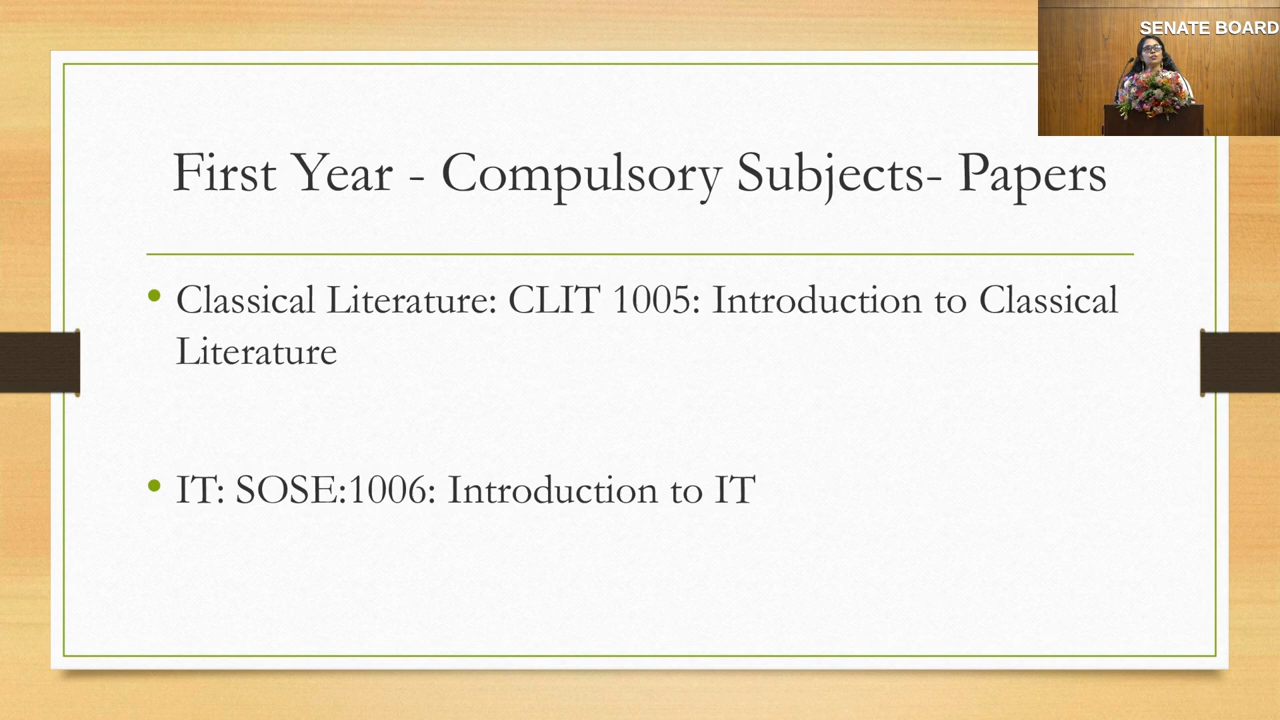 SENATE BOARD
First Year - Compulsory Subjects- Papers
• Classical Literature: CLIT 1005: Introduction to Classical
Literature
• IT: SOSE:1006: Introduction to IT